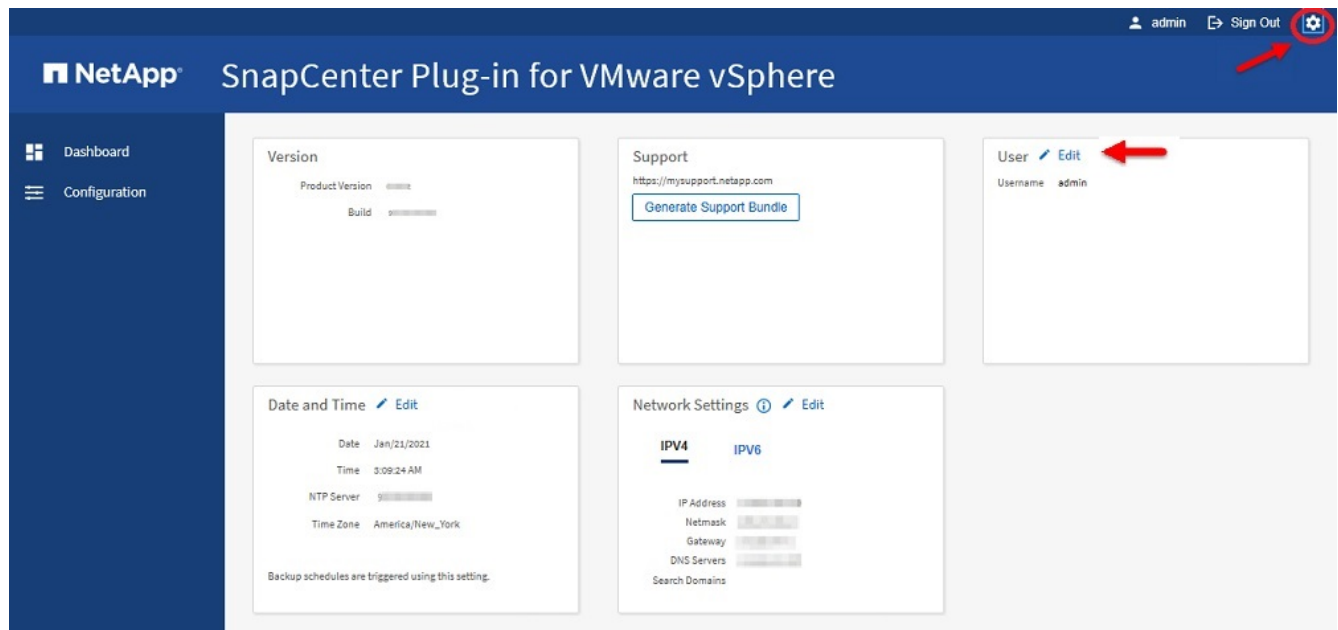 admin Sign Out
NetApp® SnapCenter Plug-in for VMware vSphere
Dashboard
Configuration
Version
Product Version
Build
Support
https://mysupport.netapp.com
Generate Support Bundle
User Edit
Username admin
Date and Time Edit
Date Jan/21/2021
Time 3:09:24 AM
NTP Server
Time Zone America/New_York
Backup schedules are triggered using this setting.
Network Settings Edit
IPV4 IPV6
IP Address
Netmask
Gateway
DNS Servers
Search Domains